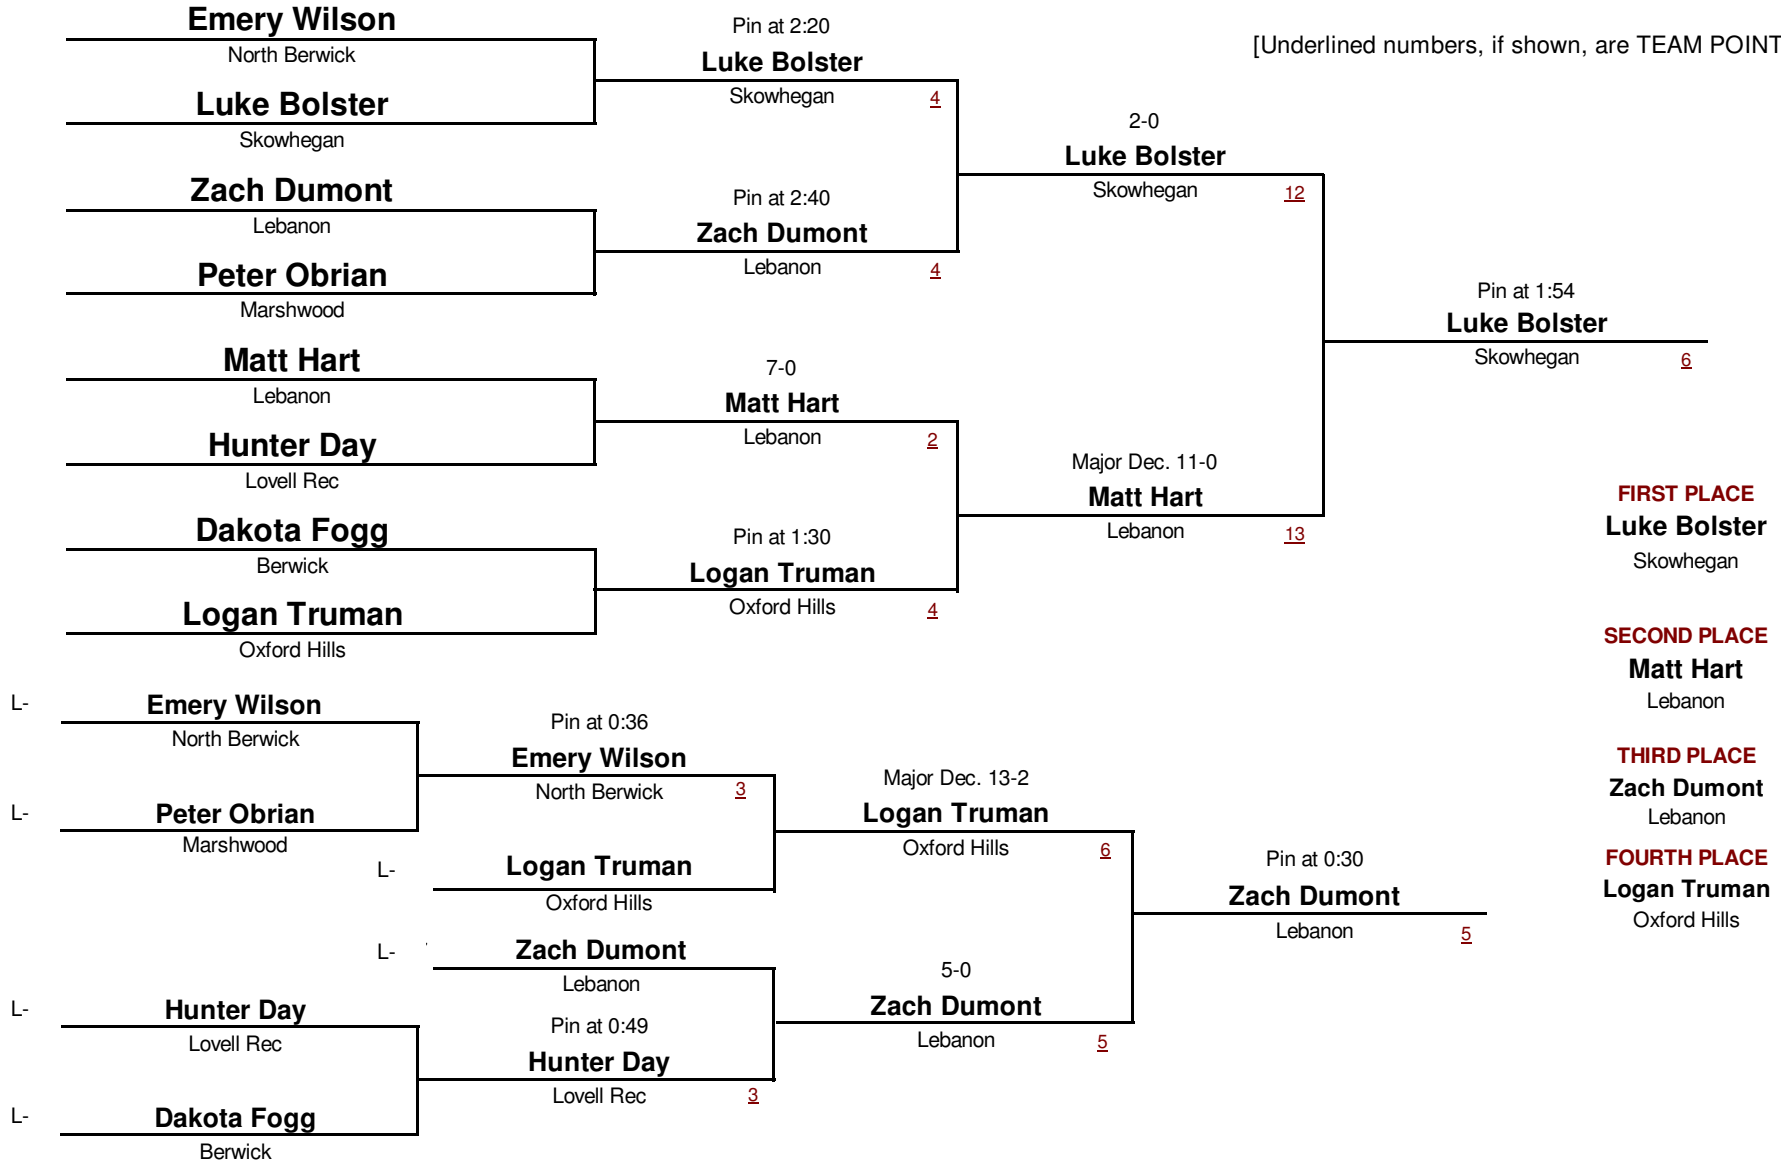 Emery Wilson
North Berwick
Luke Bolster
Skowhegan
Zach Dumont
Lebanon
Peter Obrian
Marshwood
Matt Hart
Lebanon
Hunter Day
Lovell Rec
Dakota Fogg
Berwick
Logan Truman
Oxford Hills
Pin at 2:20
Luke Bolster
Skowhegan 4
Pin at 2:40
Zach Dumont
Lebanon 4
7-0
Matt Hart
Lebanon 2
Pin at 1:30
Logan Truman
Oxford Hills 4
[Underlined numbers, if shown, are TEAM POINT
2-0
Luke Bolster
Skowhegan 12
Major Dec. 11-0
Matt Hart
Lebanon 13
Pin at 1:54
Luke Bolster
Skowhegan 6
FIRST PLACE
Luke Bolster
Skowhegan
SECOND PLACE
Matt Hart
Lebanon
THIRD PLACE
Zach Dumont
Lebanon
FOURTH PLACE
Logan Truman
Oxford Hills
L- Emery Wilson
North Berwick
L- Peter Obrian
Marshwood
L- Hunter Day
Lovell Rec
L- Dakota Fogg
Berwick
Pin at 0:36
Emery Wilson
North Berwick 3
L- Logan Truman
Oxford Hills
L- Zach Dumont
Lebanon
Pin at 0:49
Hunter Day
Lovell Rec 3
Major Dec. 13-2
Logan Truman
Oxford Hills 6
5-0
Zach Dumont
Lebanon 5
Pin at 0:30
Zach Dumont
Lebanon 5